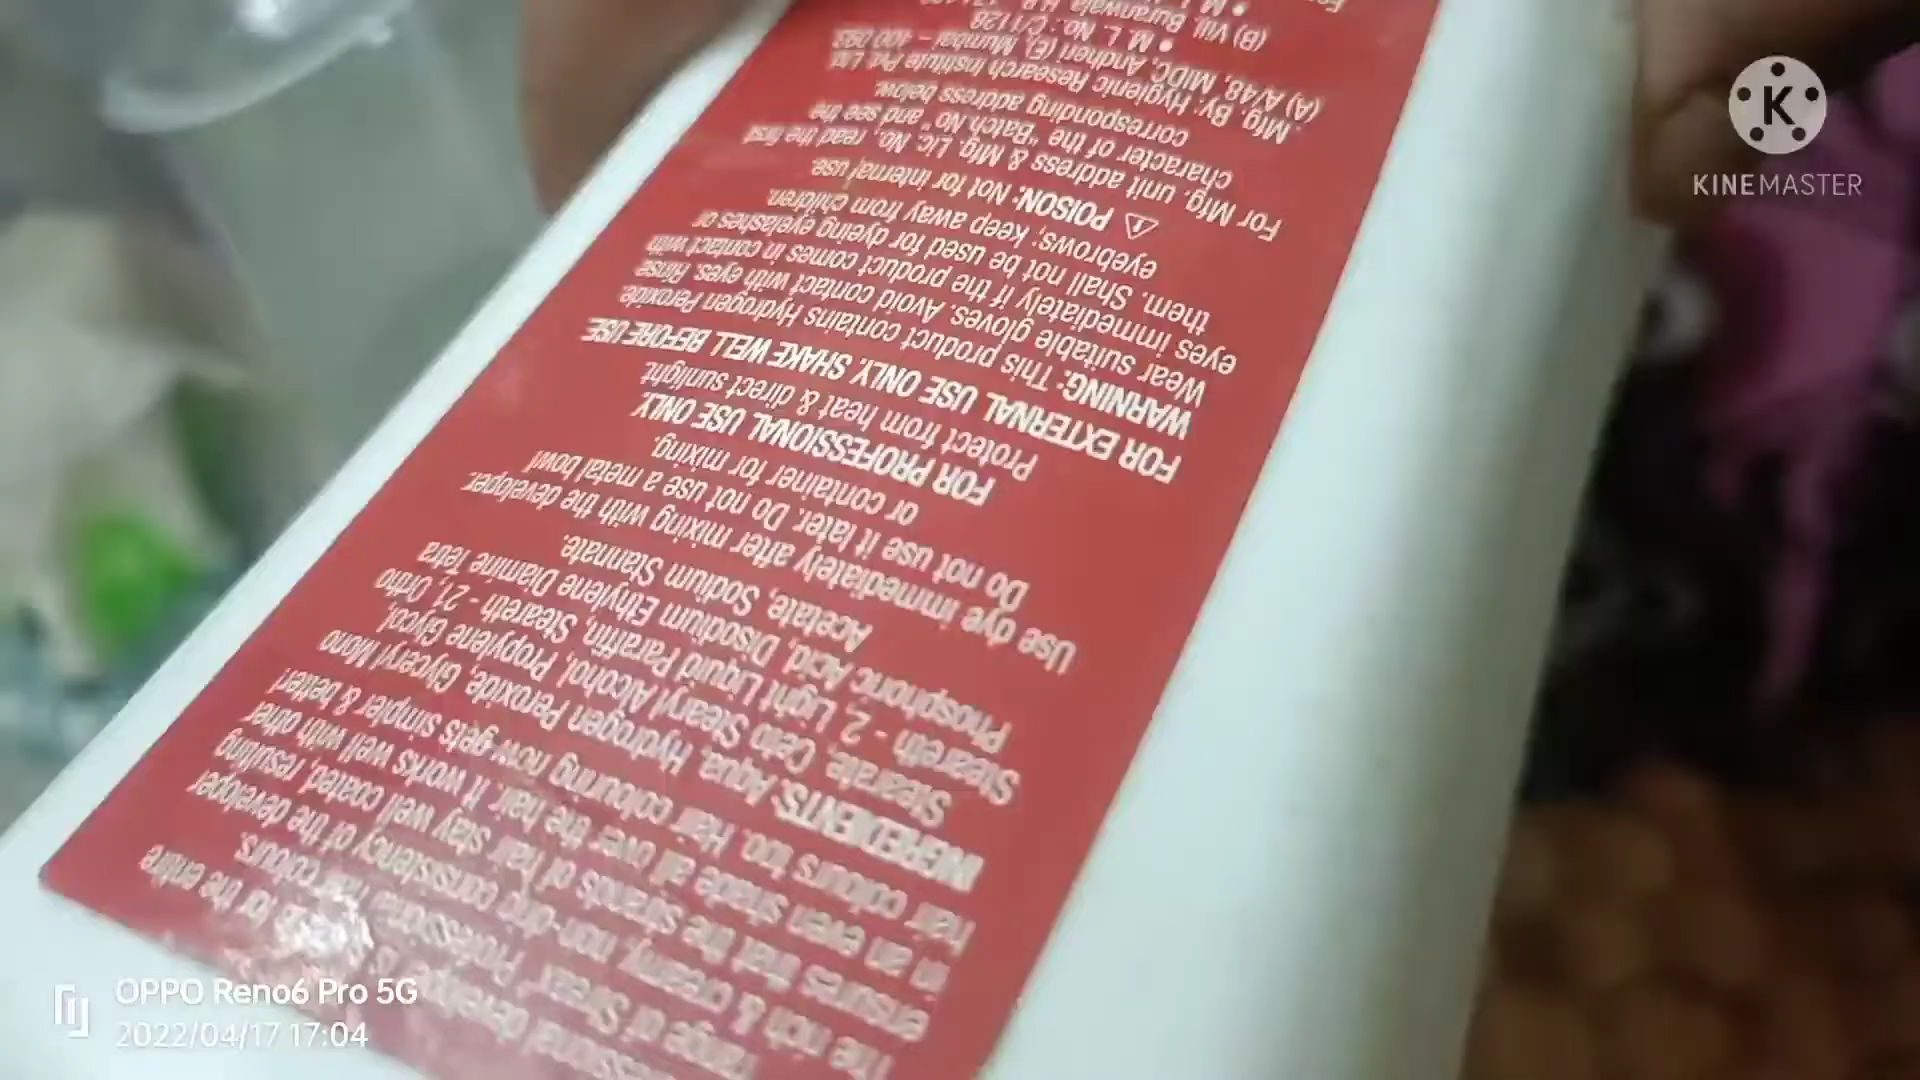 The rich & creamy, non-drip consistency of the developer
ensures that the strands of hair stay well coated, resulting
in an even shade all over the hair. It works well with other
hair colours too. Hair colouring now gets simpler & better!
INGREDIENTS: Aqua, Hydrogen Peroxide, Glyceryl Mono
Stearate, Ceto Stearyl Alcohol, Propylene Glycol,
Steareth - 2, Light Liquid Paraffin, Steareth - 21, Ortho
Phosphoric Acid, Disodium Ethylene Diamine Tetra
Acetate, Sodium Stannate.
Use dye immediately after mixing with the developer.
Do not use it later. Do not use a metal bowl
or container for mixing.
FOR PROFESSIONAL USE ONLY.
Protect from heat & direct sunlight.
FOR EXTERNAL USE ONLY. SHAKE WELL BEFORE USE.
WARNING: This product contains Hydrogen Peroxide.
Wear suitable gloves. Avoid contact with eyes. Rinse
eyes immediately if the product comes in contact with
them. Shall not be used for dyeing eyelashes or
eyebrows; keep away from children.
POISON: Not for internal use.
For Mfg. unit address & Mfg. Lic. No., read the first
character of the "Batch No" and see the
corresponding address below.
Mfg. By: Hygienic Research Institute Pvt. Ltd.
(A) A/48, MIDC, Andheri (E), Mumbai – 400 093.
• M. L. No.: C/1128
(B) Vill. Buranwala
KINEMASTER
OPPO Reno6 Pro 5G
2022/04/17 17:04